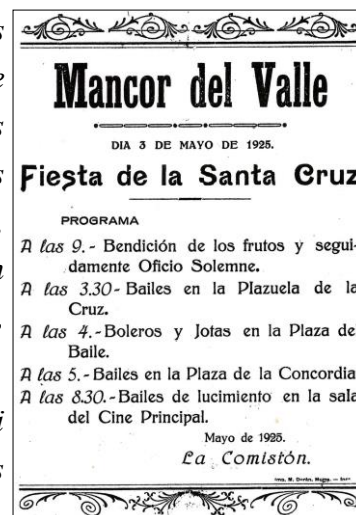 Mancor del Valle
DIA 3 DE MAYO DE 1925.
Fiesta de la Santa Cruz
PROGRAMA
A las 9.- Bendición de los frutos y segui-
damente Oficio Solemne.
A las 3.30- Bailes en la Plazuela de la
Cruz.
A las 4.- Boleros y Jotas en la Plaza del
Baile.
A las 5.- Bailes en la Plaza de la Concordia
A las 8.30.- Bailes de lucimiento en la sala
del Cine Principal.
Mayo de 1925.
La Comistón.